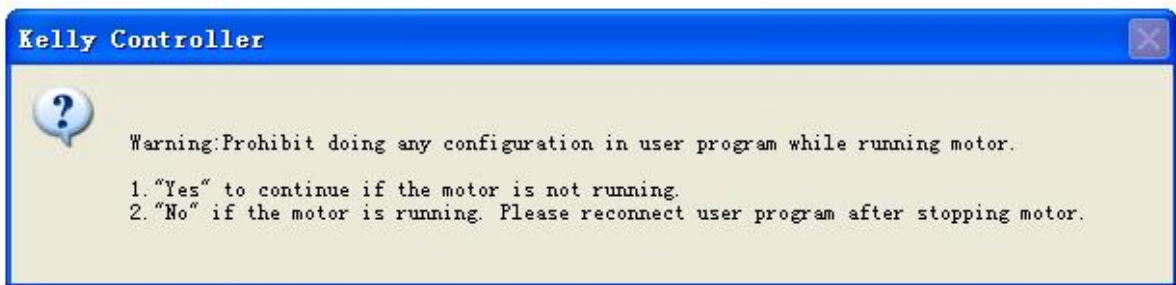 Kelly Controller
Warning:Prohibit doing any configuration in user program while running motor.
1."Yes" to continue if the motor is not running.
2."No" if the motor is running. Please reconnect user program after stopping motor.